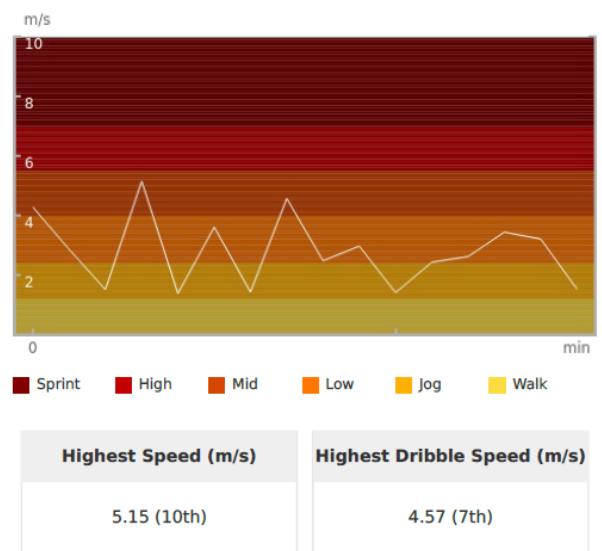 m/s
10
8
6
4
2
0 min
Sprint High Mid Low Jog Walk
Highest Speed (m/s) Highest Dribble Speed (m/s)
5.15 (10th) 4.57 (7th)